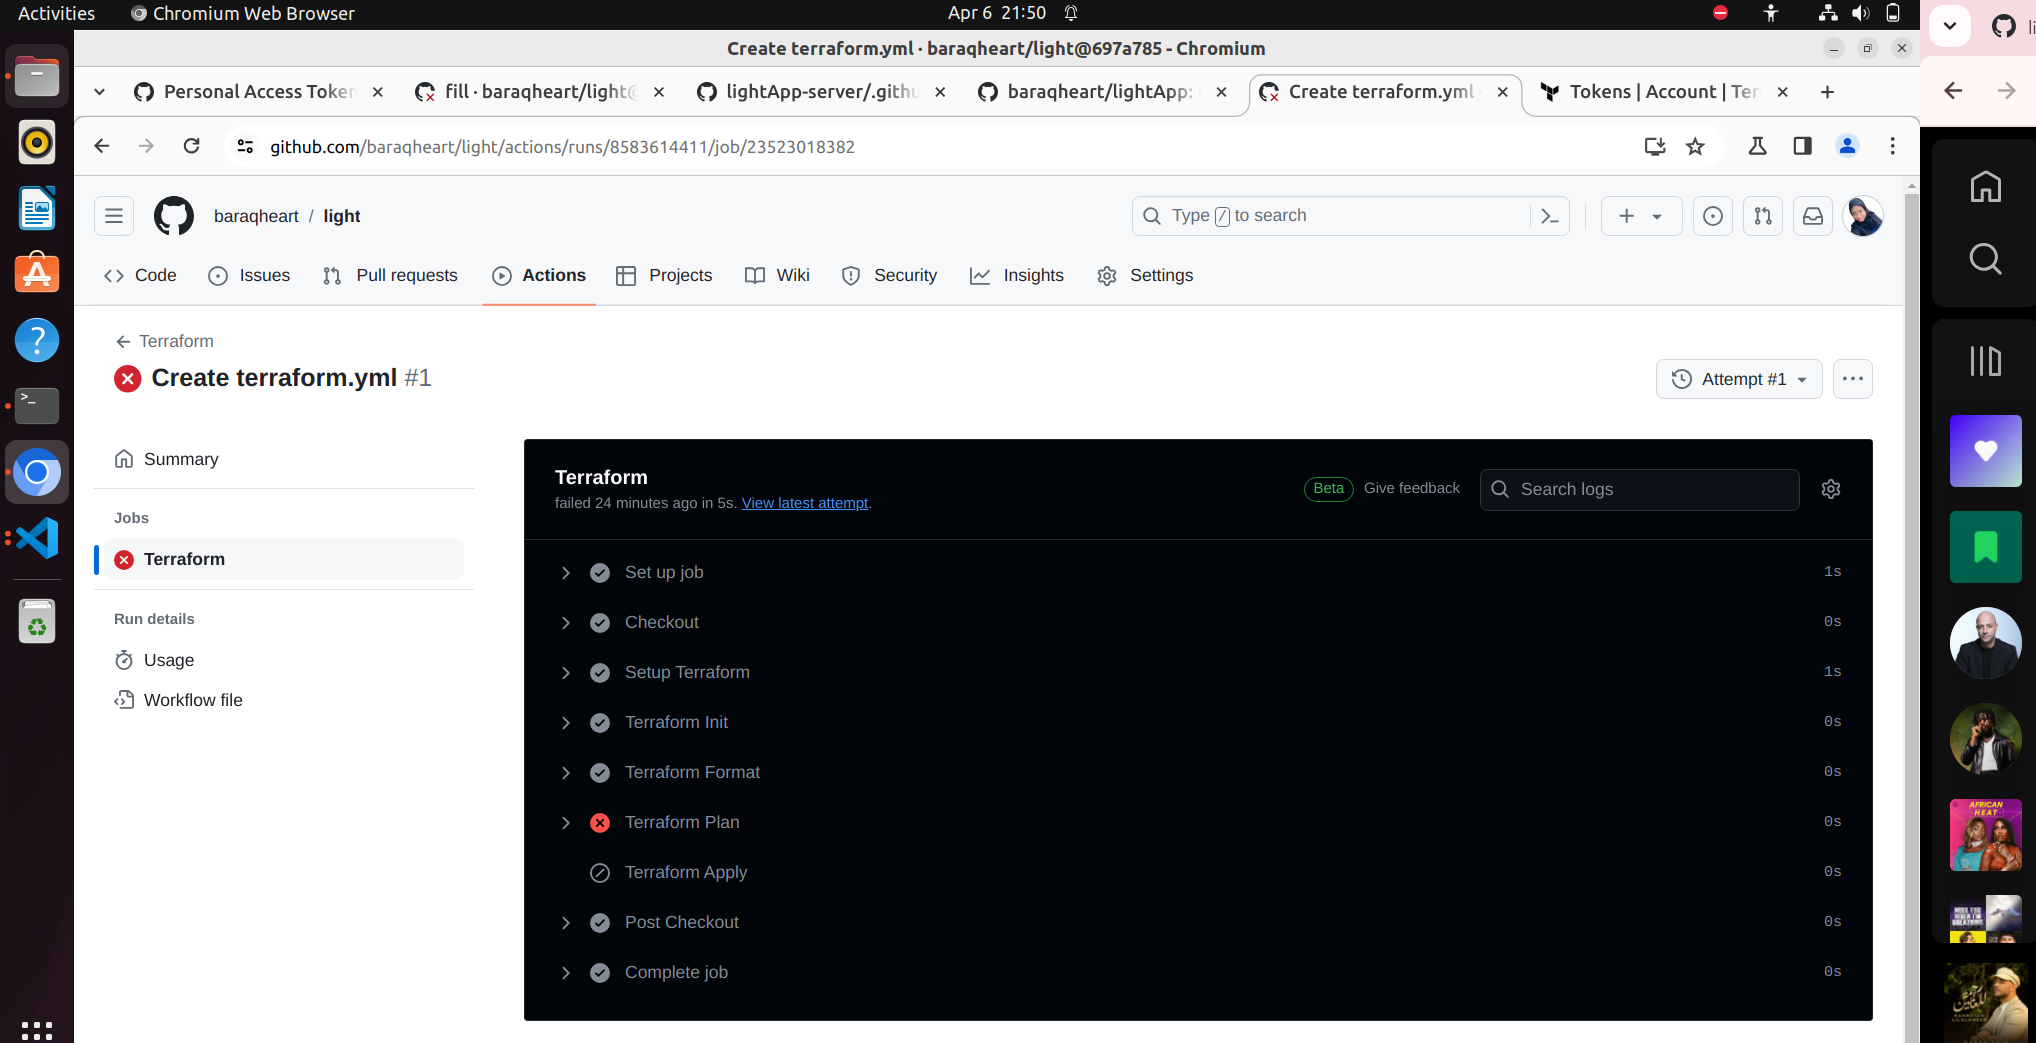 Activities
Chromium Web Browser
Apr 6 21:50
Create terraform.yml · baraqheart/light@697a785 - Chromium
Personal Access Token
fill · baraqheart/light@
lightApp-server/.githu
baraqheart/lightApp:
Create terraform.yml
Tokens | Account | Ter
github.com/baraqheart/light/actions/runs/8583614411/job/23523018382
baraqheart / light
Type / to search
Code
Issues
Pull requests
Actions
Projects
Wiki
Security
Insights
Settings
Terraform
Create terraform.yml #1
Attempt #1
Summary
Jobs
Terraform
Run details
Usage
Workflow file
Terraform
failed 24 minutes ago in 5s. View latest attempt.
Beta
Give feedback
Search logs
Set up job 1s
Checkout 0s
Setup Terraform 1s
Terraform Init 0s
Terraform Format 0s
Terraform Plan 0s
Terraform Apply 0s
Post Checkout 0s
Complete job 0s
li
AFRICAN
HEAT